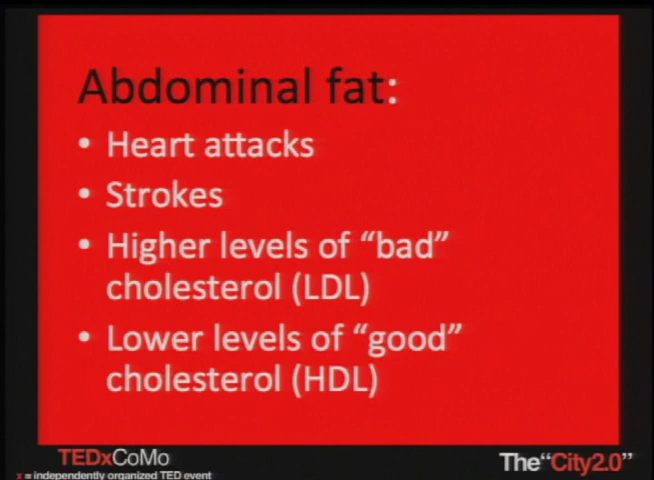 Abdominal fat:
• Heart attacks
• Strokes
• Higher levels of “bad”
cholesterol (LDL)
• Lower levels of “good”
cholesterol (HDL)
TEDxCoMo
x = independently organized TED event
The“City2.0”